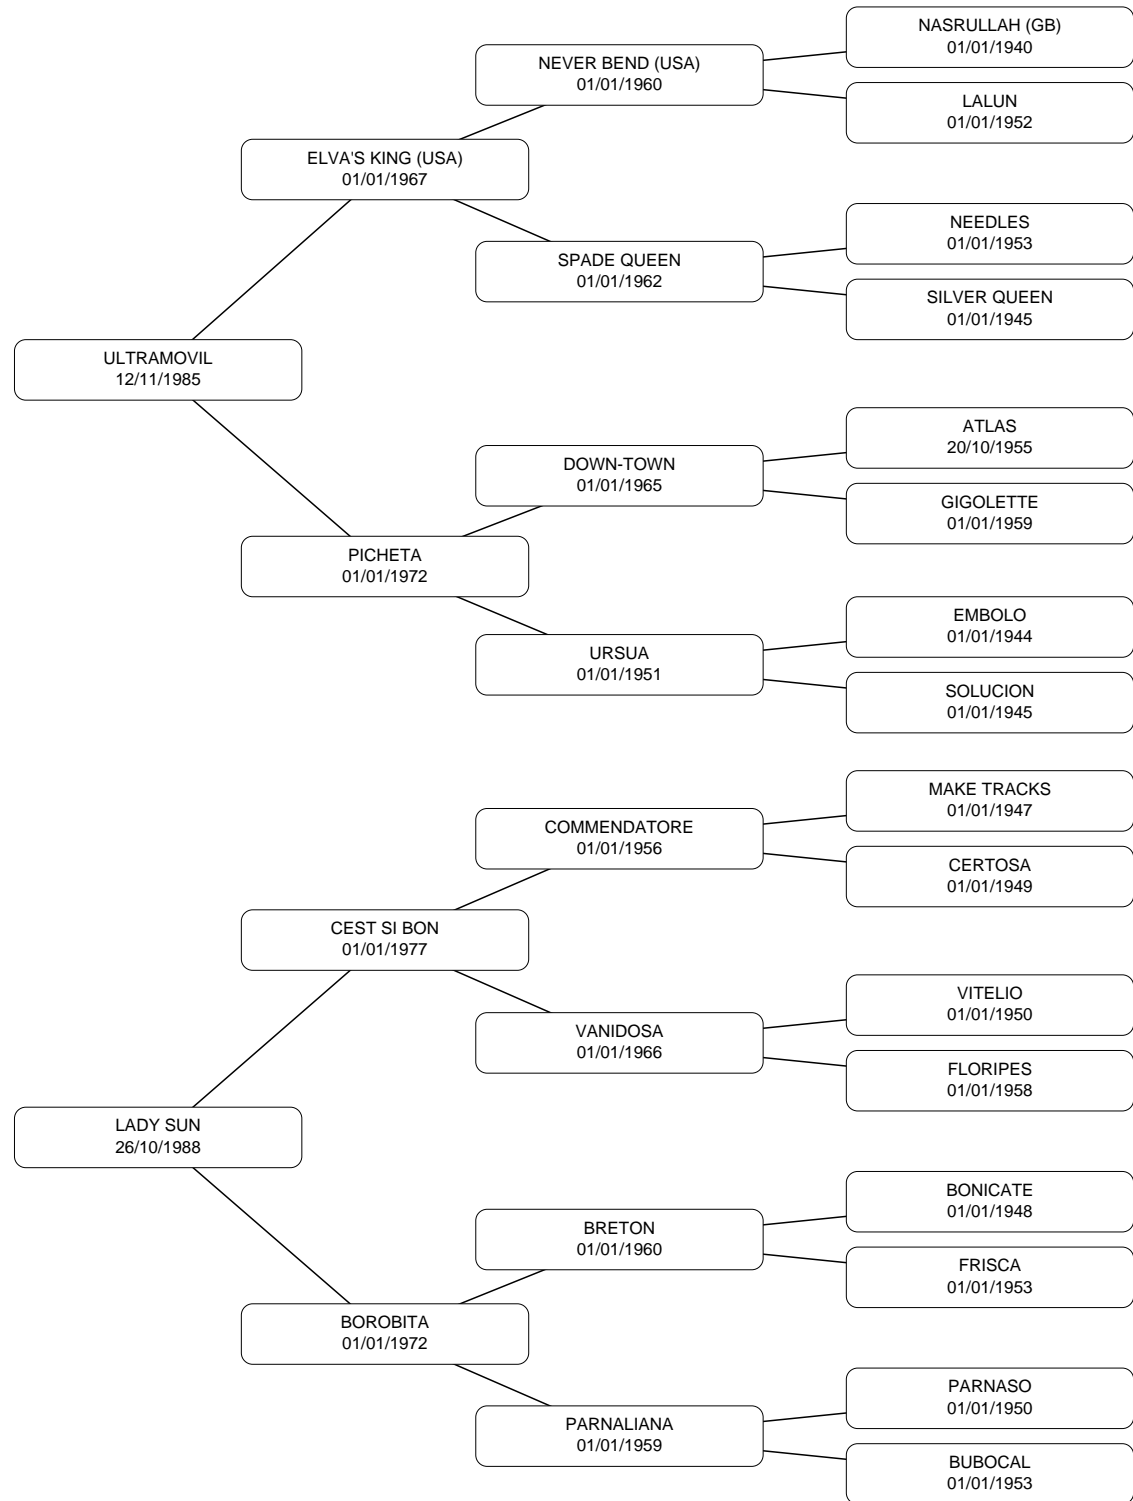 NASRULLAH (GB)
01/01/1940
NEVER BEND (USA)
01/01/1960
LALUN
01/01/1952
ELVA'S KING (USA)
01/01/1967
NEEDLES
01/01/1953
SPADE QUEEN
01/01/1962
SILVER QUEEN
01/01/1945
ULTRAMOVIL
12/11/1985
ATLAS
20/10/1955
DOWN-TOWN
01/01/1965
GIGOLETTE
01/01/1959
PICHETA
01/01/1972
EMBOLO
01/01/1944
URSUA
01/01/1951
SOLUCION
01/01/1945
MAKE TRACKS
01/01/1947
COMMENDATORE
01/01/1956
CERTOSA
01/01/1949
CEST SI BON
01/01/1977
VITELIO
01/01/1950
VANIDOSA
01/01/1966
FLORIPES
01/01/1958
LADY SUN
26/10/1988
BONICATE
01/01/1948
BRETON
01/01/1960
FRISCA
01/01/1953
BOROBITA
01/01/1972
PARNASO
01/01/1950
PARNALIANA
01/01/1959
BUBOCAL
01/01/1953